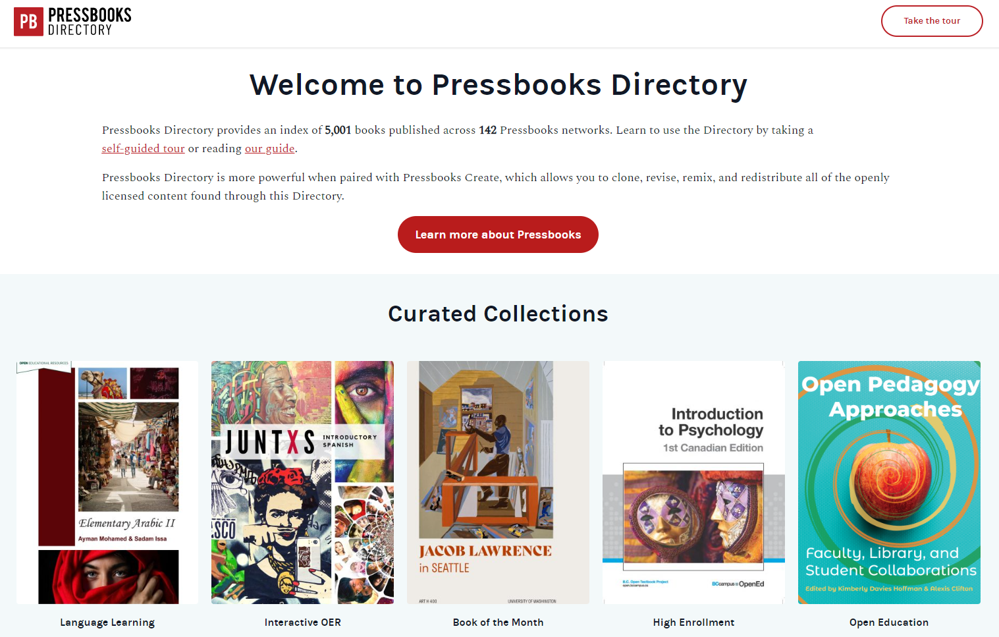 PB PRESSBOOKS
DIRECTORY
Take the tour
Welcome to Pressbooks Directory
Pressbooks Directory provides an index of 5,001 books published across 142 Pressbooks networks. Learn to use the Directory by taking a
self-guided tour or reading our guide.
Pressbooks Directory is more powerful when paired with Pressbooks Create, which allows you to clone, revise, remix, and redistribute all of the openly
licensed content found through this Directory.
Learn more about Pressbooks
Curated Collections
OPEN EDUCATIONAL RESOURCES
Elementary Arabic II
Ayman Mohamed & Sadam Issa
Language Learning
JUNTXS
INTRODUCTORY
SPANISH
Interactive OER
JACOB LAWRENCE
in SEATTLE
ART H 400
UNIVERSITY OF WASHINGTON
Book of the Month
Introduction
to Psychology
1st Canadian Edition
B.C. Open Textbook Project
open.bccampus.ca
BCcampus OpenEd
High Enrollment
Open Pedagogy
Approaches
Faculty, Library, and
Student Collaborations
Edited by Kimberly Davies Hoffman & Alexis Clifton
Open Education